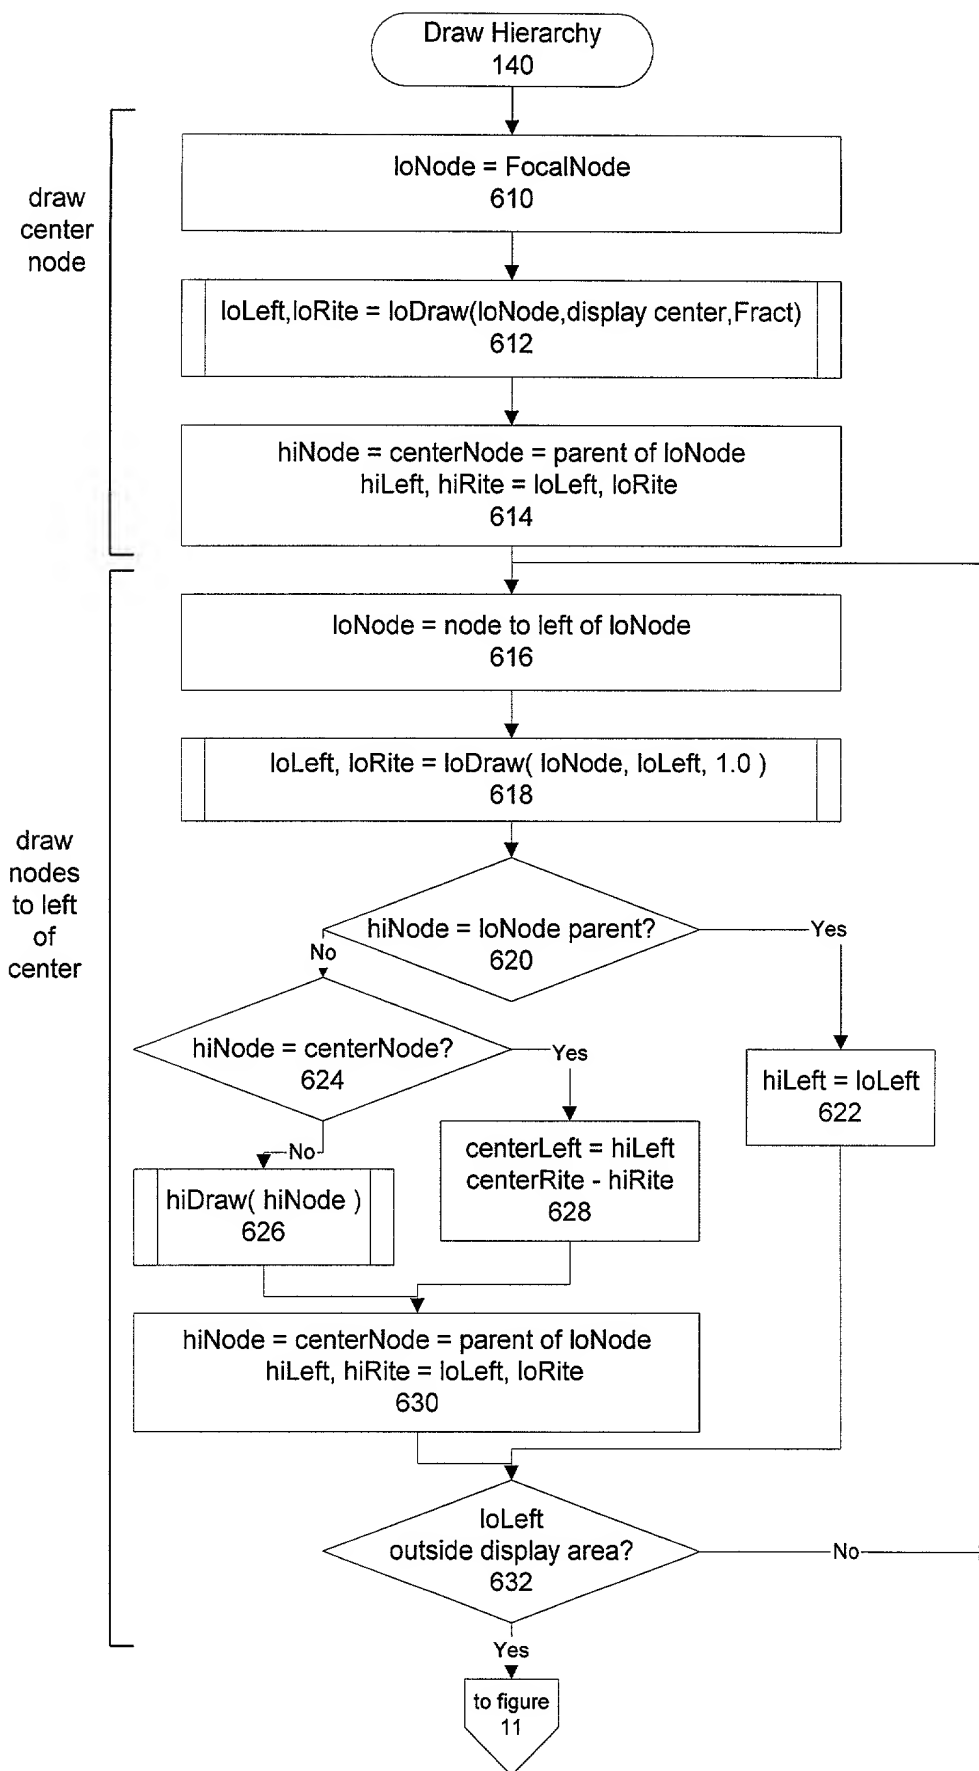 Draw Hierarchy
140
draw
center
node
loNode = FocalNode
610
loLeft,loRite = loDraw(loNode,display center,Fract)
612
hiNode = centerNode = parent of loNode
hiLeft, hiRite = loLeft, loRite
614
draw
nodes
to left
of
center
loNode = node to left of loNode
616
loLeft, loRite = loDraw( loNode, loLeft, 1.0 )
618
hiNode = loNode parent?
620
Yes
No
hiNode = centerNode?
624
Yes
hiLeft = loLeft
622
No
centerLeft = hiLeft
centerRite - hiRite
628
hiDraw( hiNode )
626
hiNode = centerNode = parent of loNode
hiLeft, hiRite = loLeft, loRite
630
loLeft
outside display area?
632
No
Yes
to figure
11